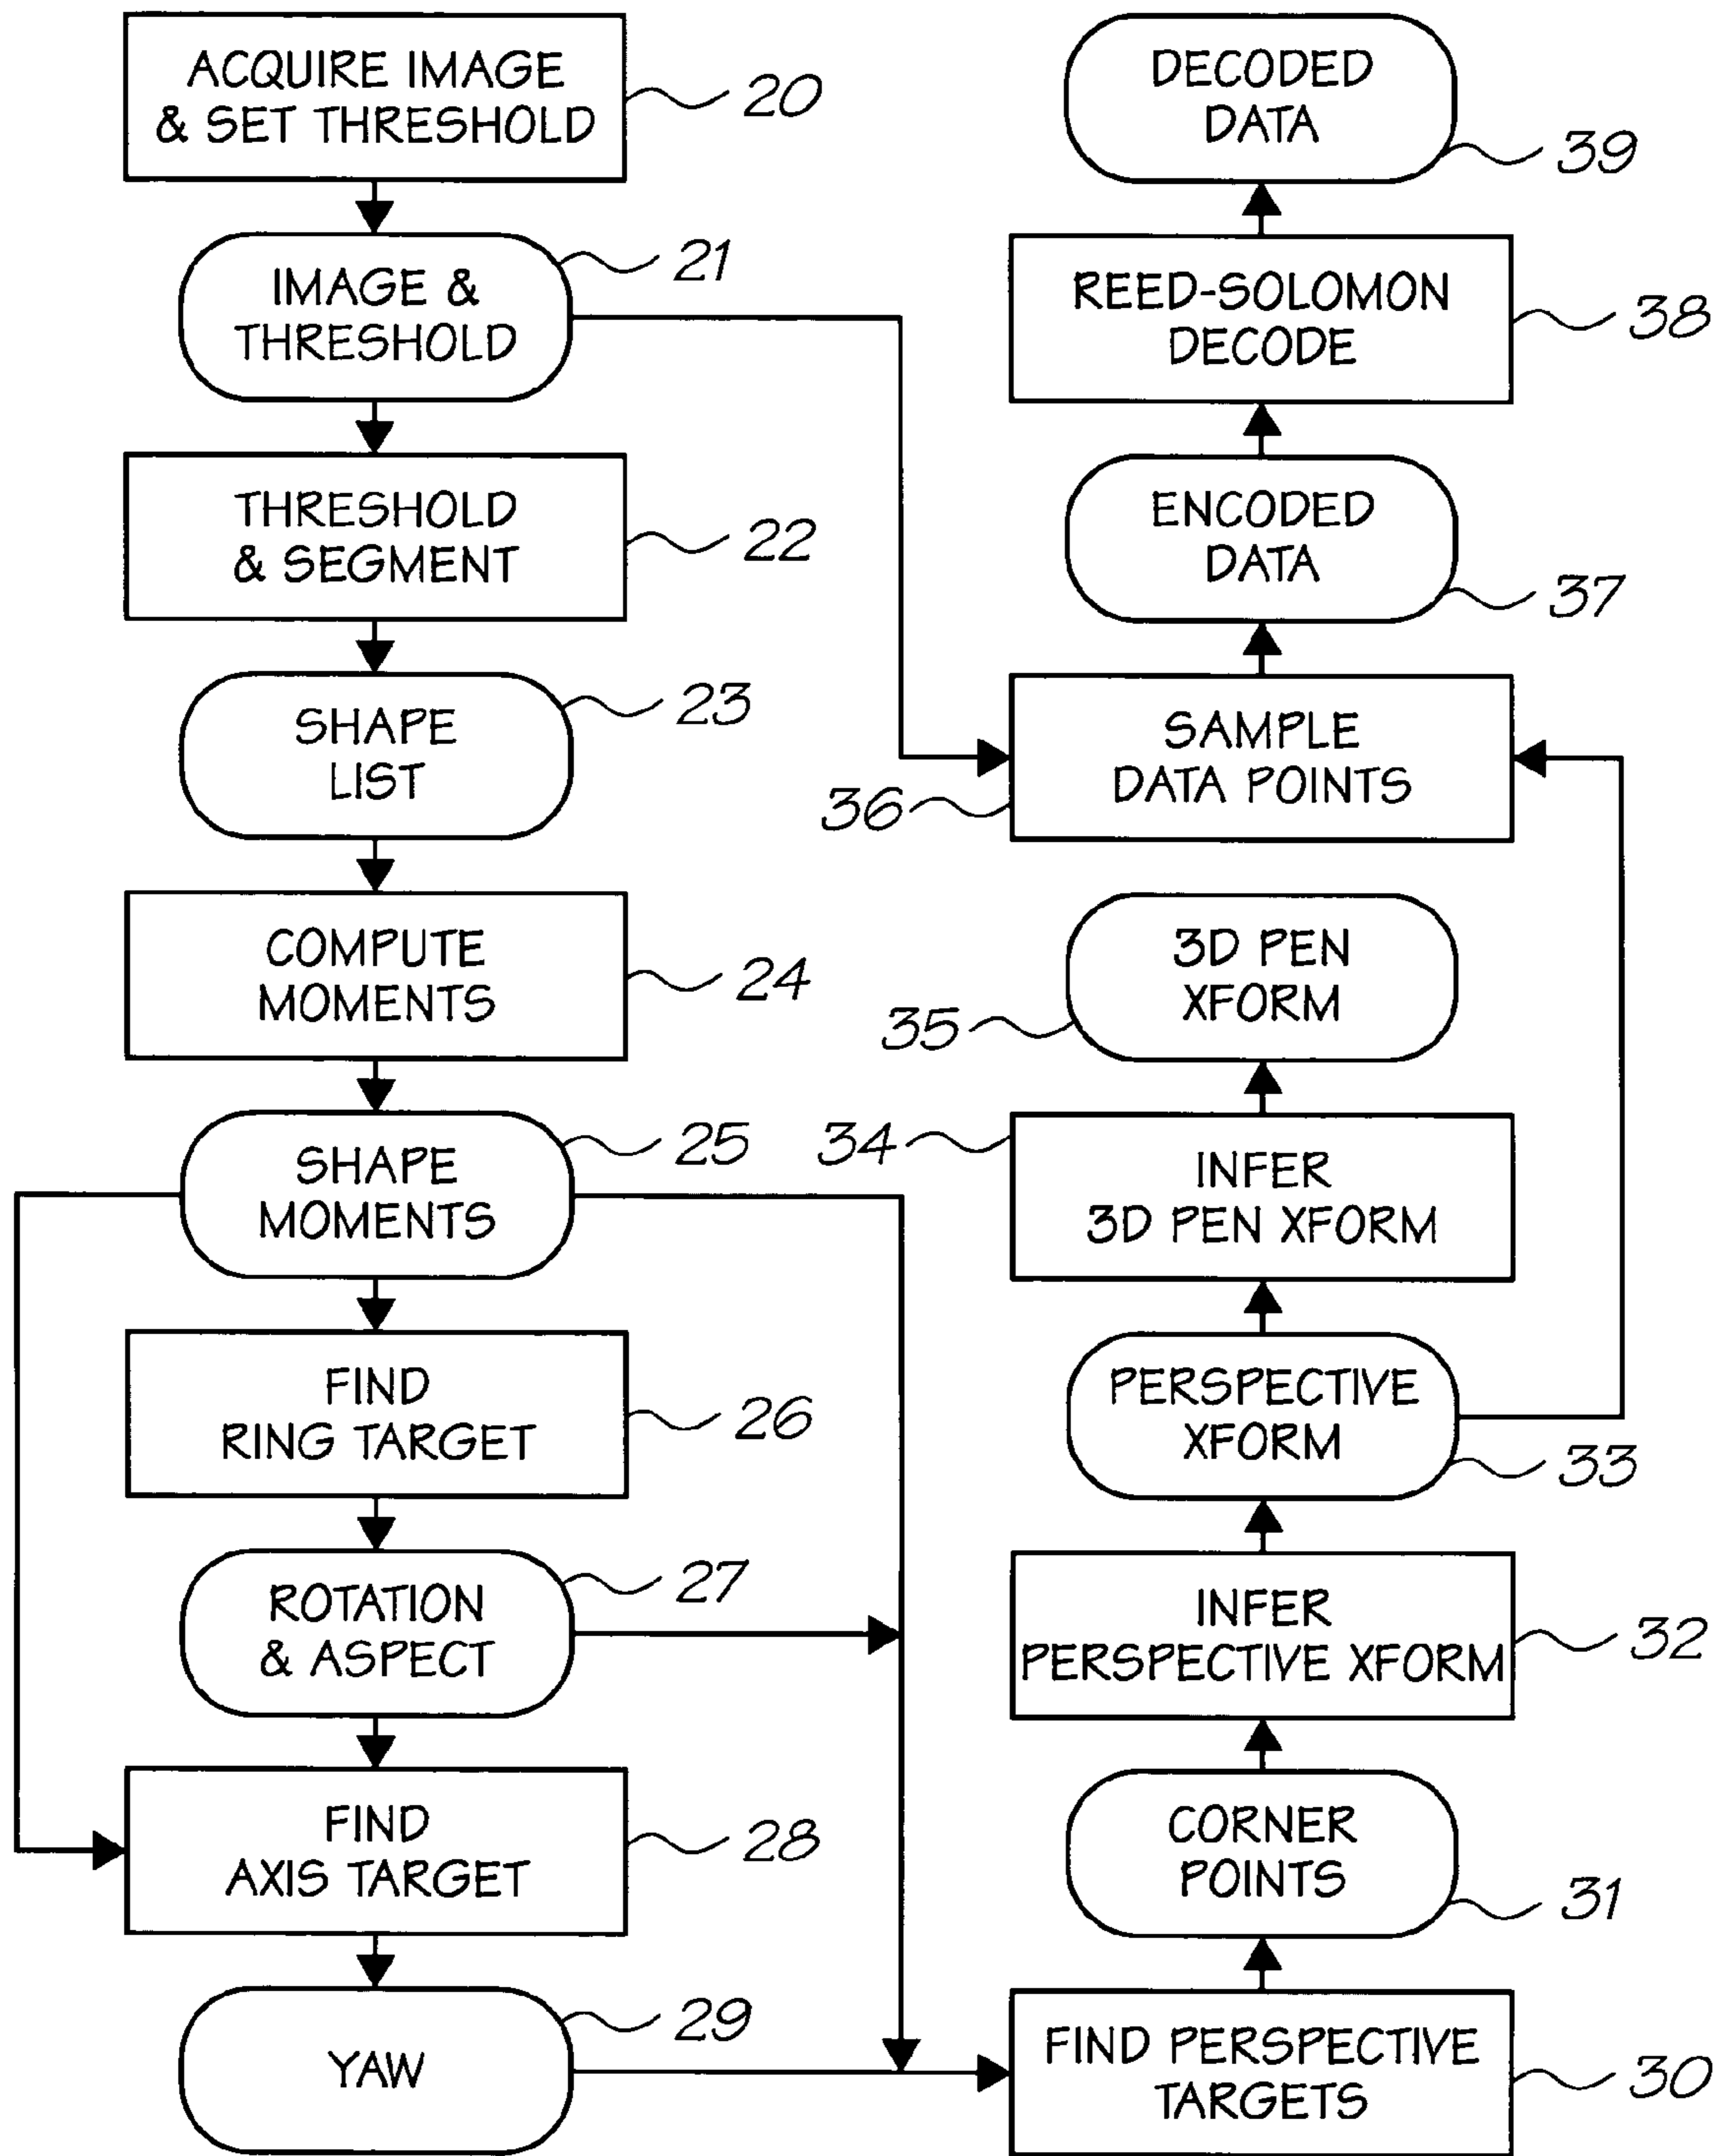 ACQUIRE IMAGE
& SET THRESHOLD
20
IMAGE &
THRESHOLD
21
THRESHOLD
& SEGMENT
22
SHAPE
LIST
23
COMPUTE
MOMENTS
24
SHAPE
MOMENTS
25
FIND
RING TARGET
26
ROTATION
& ASPECT
27
FIND
AXIS TARGET
28
YAW
29
DECODED
DATA
39
REED-SOLOMON
DECODE
38
ENCODED
DATA
37
SAMPLE
DATA POINTS
36
3D PEN
XFORM
35
INFER
3D PEN XFORM
34
PERSPECTIVE
XFORM
33
INFER
PERSPECTIVE XFORM
32
CORNER
POINTS
31
FIND PERSPECTIVE
TARGETS
30